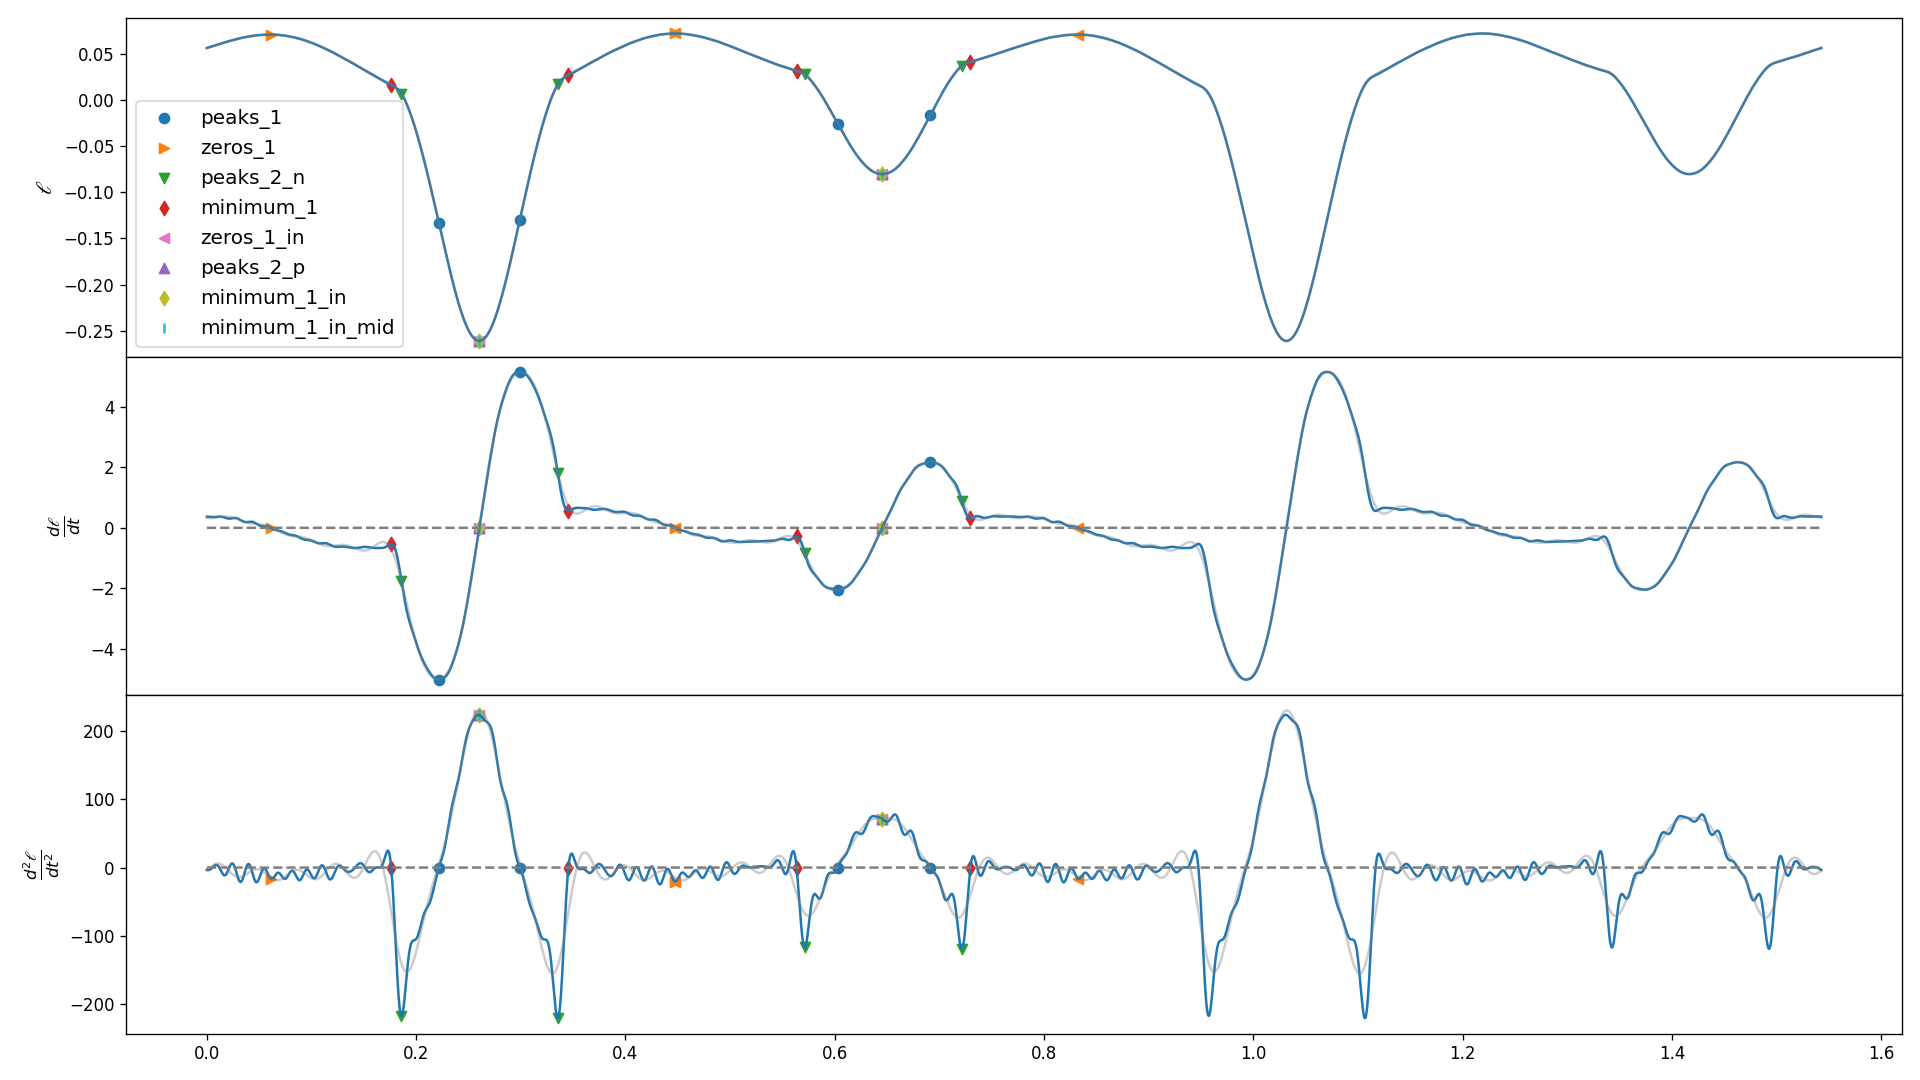 0.05
0.00
−0.05
−0.10
−0.15
−0.20
−0.25
ℓ
peaks_1
zeros_1
peaks_2_n
minimum_1
zeros_1_in
peaks_2_p
minimum_1_in
minimum_1_in_mid
4
2
0
−2
−4
dℓ
dt
200
100
0
−100
−200
d²ℓ
dt²
0.0 0.2 0.4 0.6 0.8 1.0 1.2 1.4 1.6